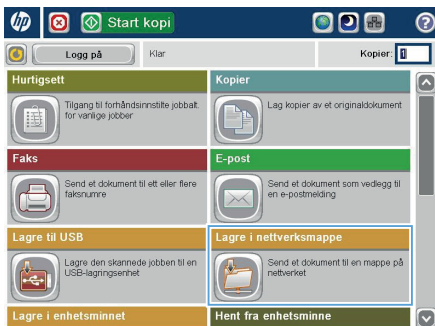 hp
Start kopi
?
Logg på
Klar
Kopier: 1
Hurtigsett
Tilgang til forhåndsinnstilte jobbalt.
for vanlige jobber
Kopier
Lag kopier av et originaldokument
Faks
Send et dokument til ett eller flere
faksnumre
E-post
Send et dokument som vedlegg til
en e-postmelding
Lagre til USB
Lagre den skannede jobben til en
USB-lagringsenhet
Lagre i nettverksmappe
Send et dokument til en mappe på
nettverket
Lagre i enhetsminnet
Hent fra enhetsminne